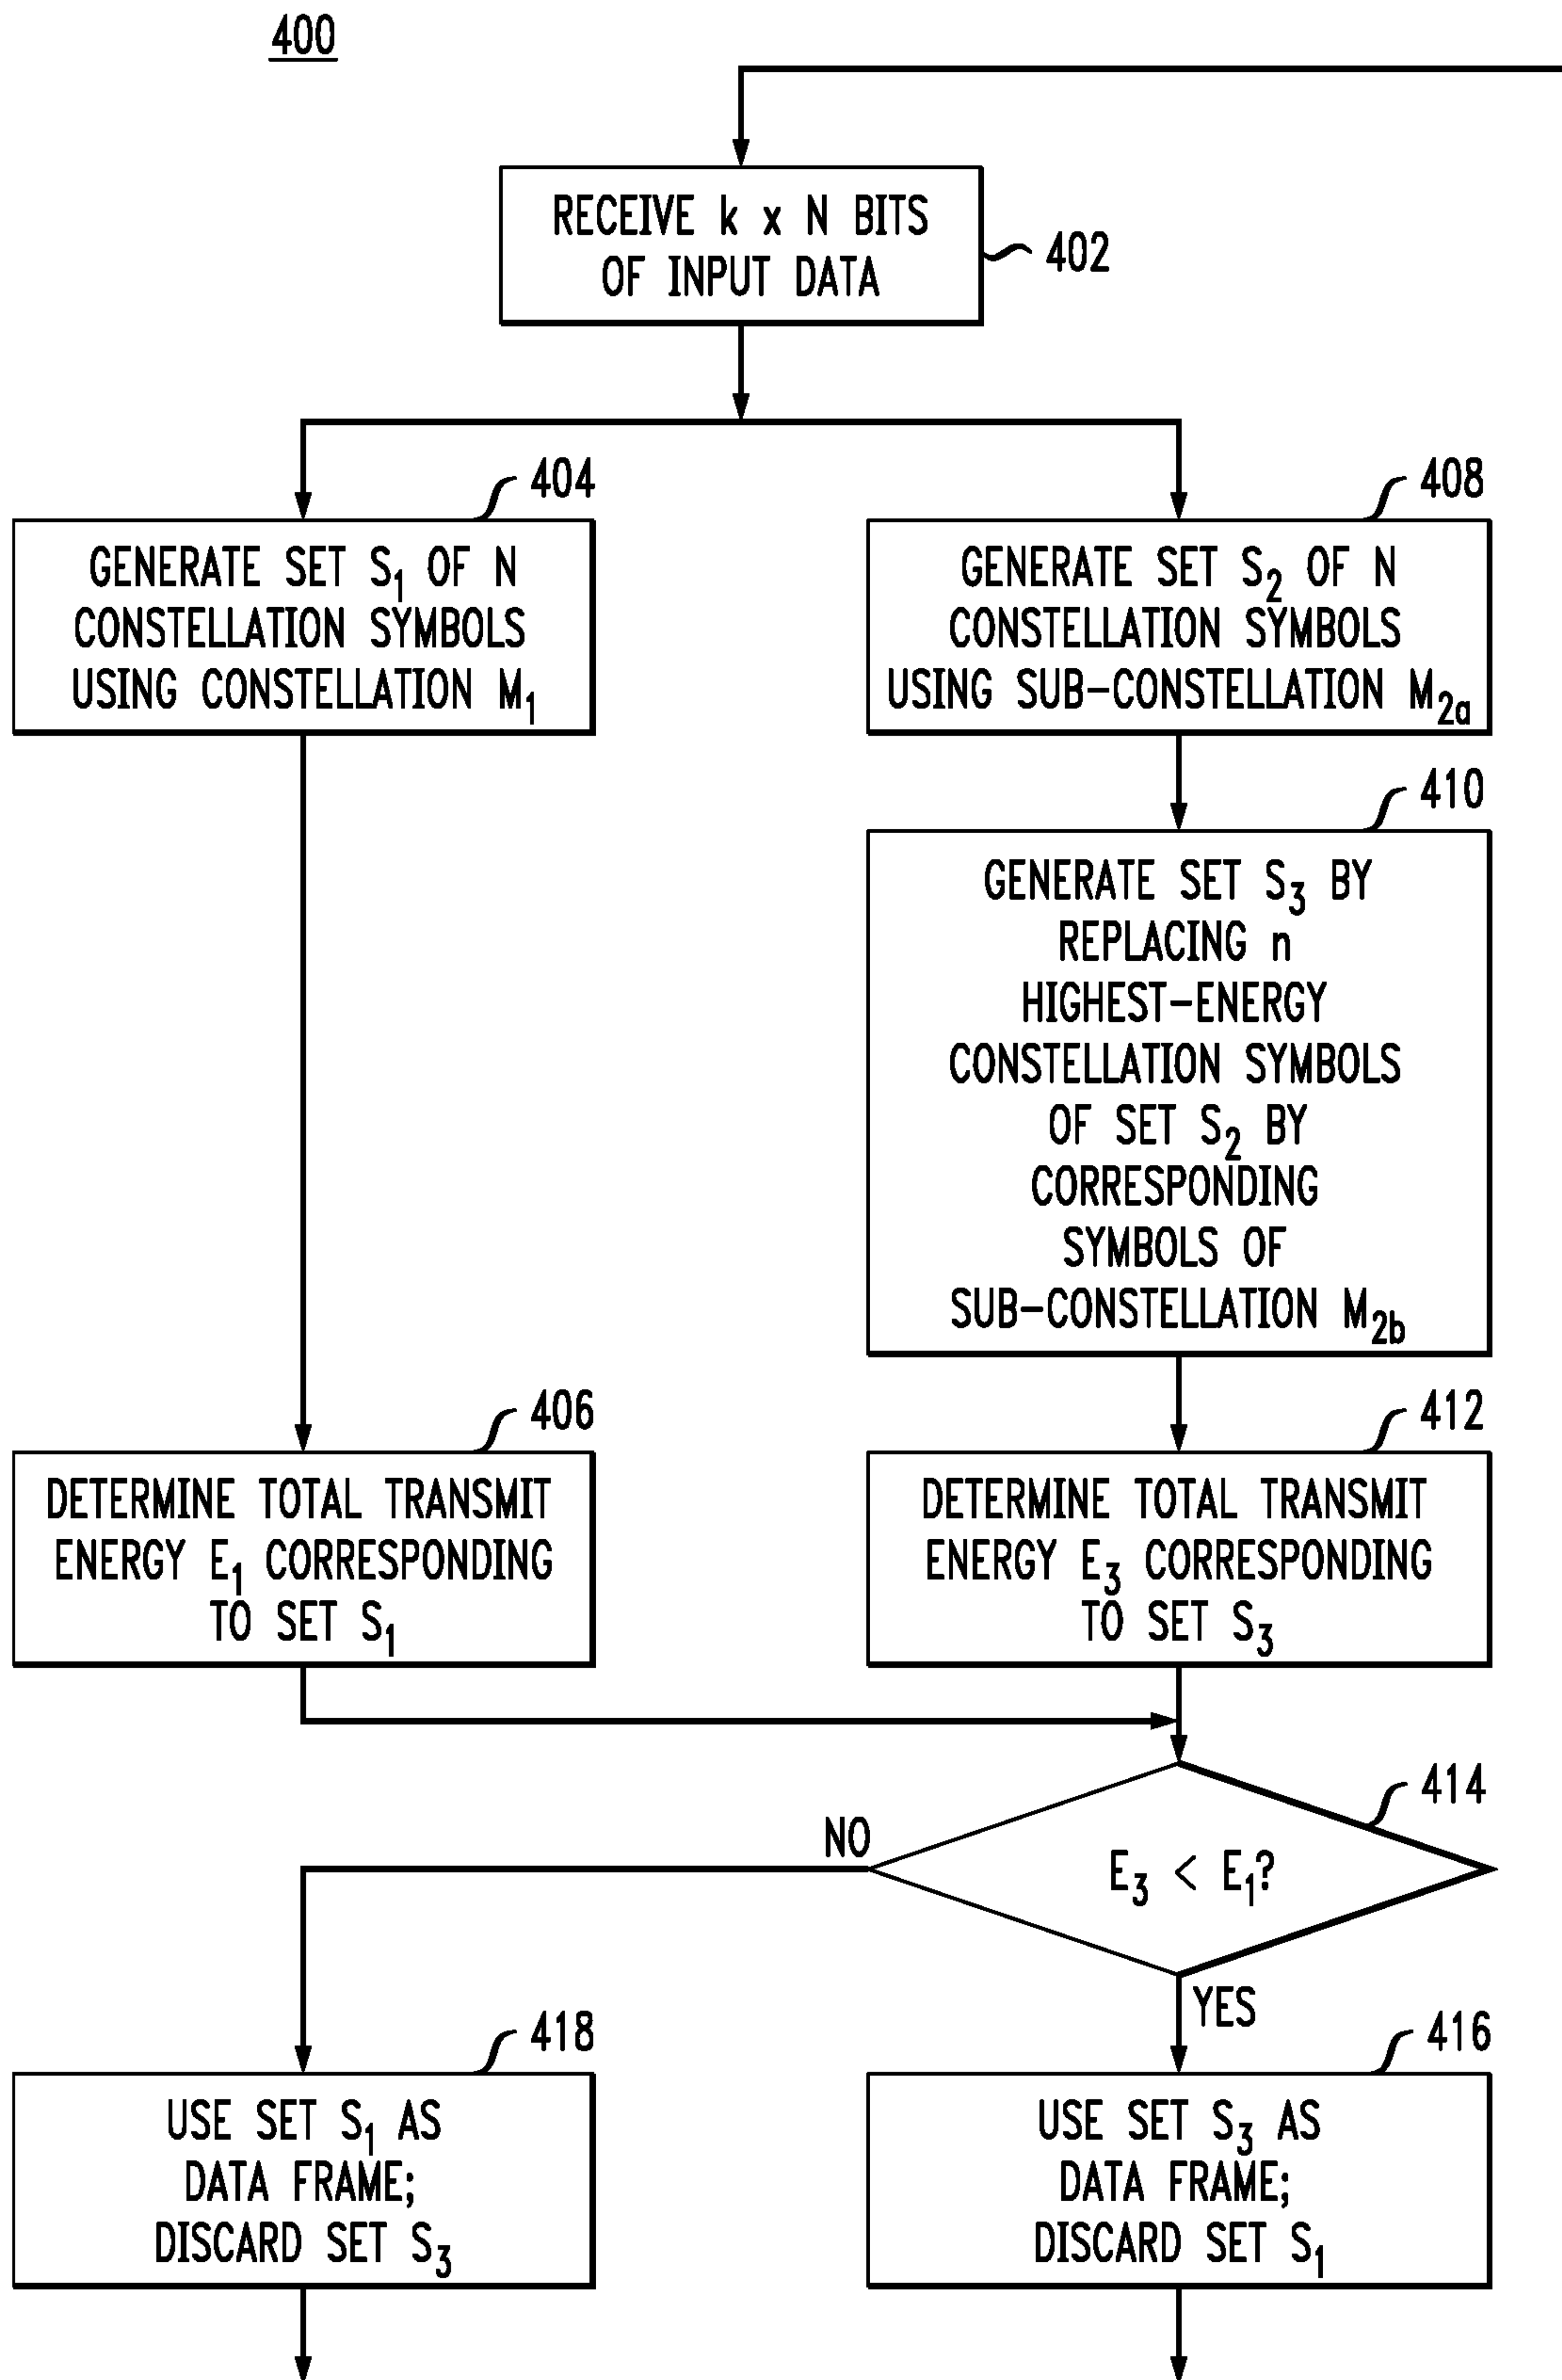 400
RECEIVE k x N BITS
OF INPUT DATA
402
404
GENERATE SET S₁ OF N
CONSTELLATION SYMBOLS
USING CONSTELLATION M₁
408
GENERATE SET S₂ OF N
CONSTELLATION SYMBOLS
USING SUB-CONSTELLATION M₂ₐ
410
GENERATE SET S₃ BY
REPLACING n
HIGHEST-ENERGY
CONSTELLATION SYMBOLS
OF SET S₂ BY
CORRESPONDING
SYMBOLS OF
SUB-CONSTELLATION M2b
406
DETERMINE TOTAL TRANSMIT
ENERGY E₁ CORRESPONDING
TO SET S₁
412
DETERMINE TOTAL TRANSMIT
ENERGY E₃ CORRESPONDING
TO SET S₃
414
E₃ < E₁?
NO
YES
418
USE SET S₁ AS
DATA FRAME;
DISCARD SET S₃
416
USE SET S₃ AS
DATA FRAME;
DISCARD SET S₁